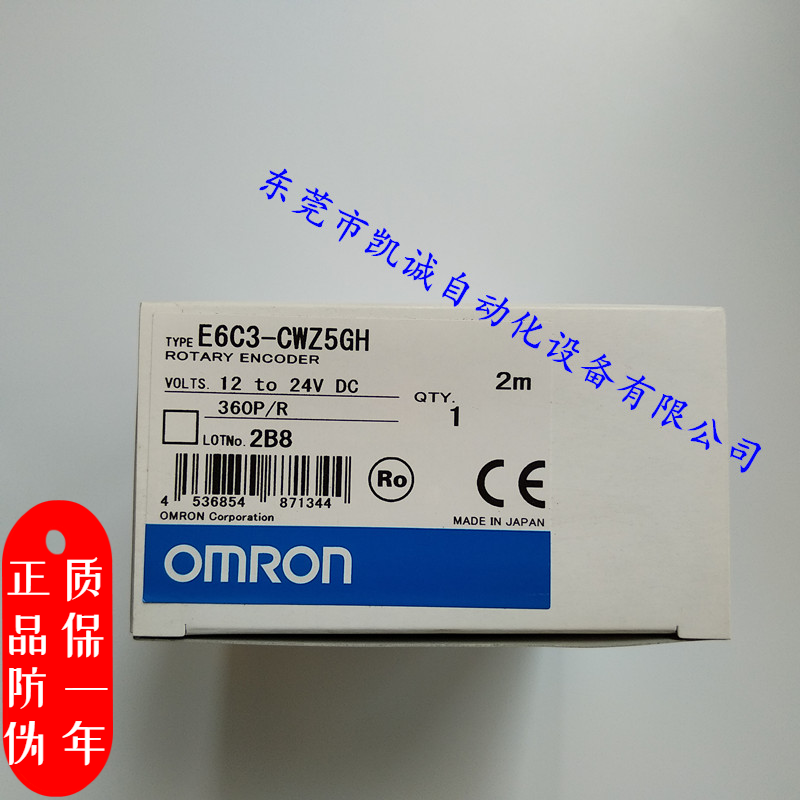 东莞市凯诚自动化设备有限公司
TYPE E6C3-CWZ5GH
ROTARY ENCODER
VOLTS. 12 to 24V DC
2m
360P/R
QTY. 1
LOTNo. 2B8
4 536854 871344
Ro
CE
OMRON Corporation
MADE IN JAPAN
OMRON
正品防伪
质保一年